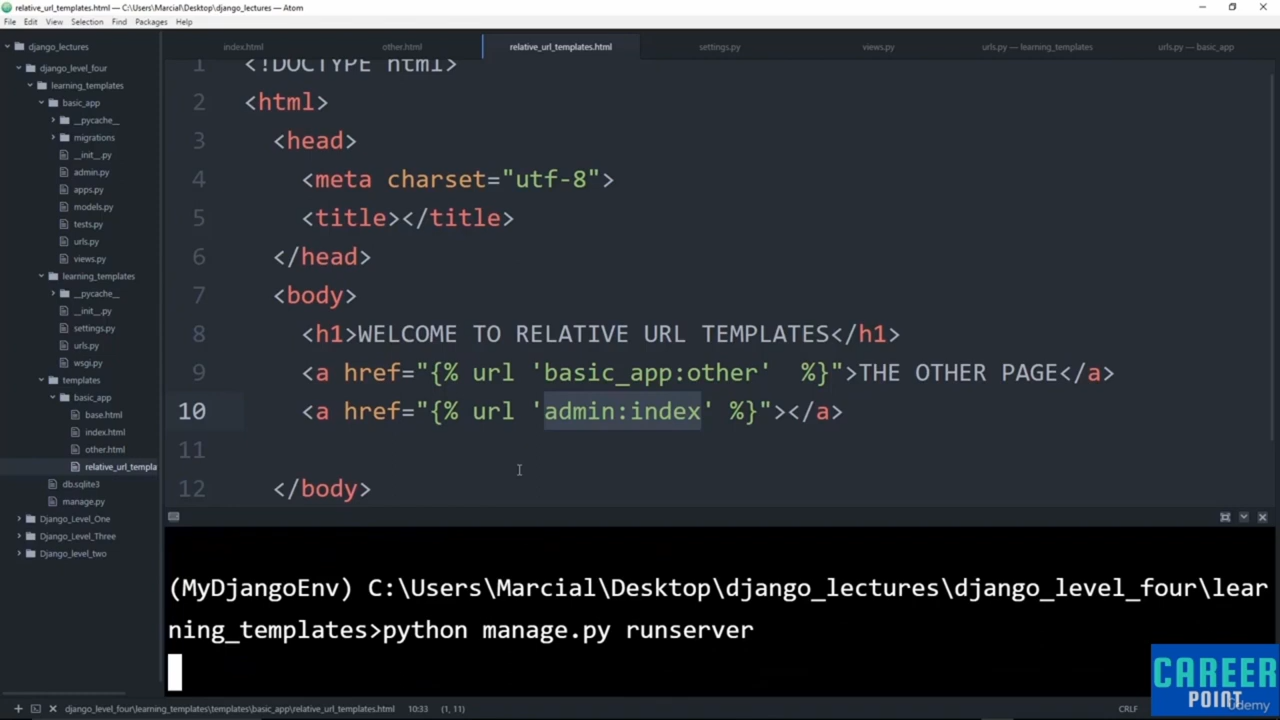 relative_url_templates.html — C:\Users\Marcial\Desktop\django_lectures — Atom
File Edit View Selection Find Packages Help
django_lectures
index.html other.html relative_url_templates.html settings.py views.py urls.py — learning_templates urls.py — basic_app
django_level_four
learning_templates
basic_app
__pycache__
migrations
__init__.py
admin.py
apps.py
models.py
tests.py
urls.py
views.py
learning_templates
__pycache__
__init__.py
settings.py
urls.py
wsgi.py
templates
basic_app
base.html
index.html
other.html
relative_url_templa
db.sqlite3
manage.py
Django_Level_One
Django_Level_Three
Django_level_two
1 <!DOCTYPE html>
2 <html>
3 <head>
4 <meta charset="utf-8">
5 <title></title>
6 </head>
7 <body>
8 <h1>WELCOME TO RELATIVE URL TEMPLATES</h1>
9 <a href="{% url 'basic_app:other'  %}">THE OTHER PAGE</a>
10 <a href="{% url 'admin:index' %}"></a>
11
12 </body>
(MyDjangoEnv) C:\Users\Marcial\Desktop\django_lectures\django_level_four\lear
ning_templates>python manage.py runserver
CAREER
POINT
Udemy
django_level_four\learning_templates\templates\basic_app\relative_url_templates.html 10:33 (1, 11) CRLF